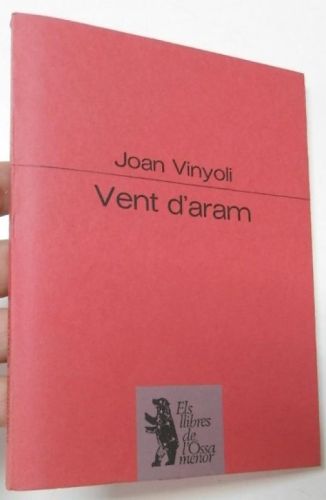 Joan Vinyoli
Vent d'aram
Els
llibres
de
l'Ossa
menor